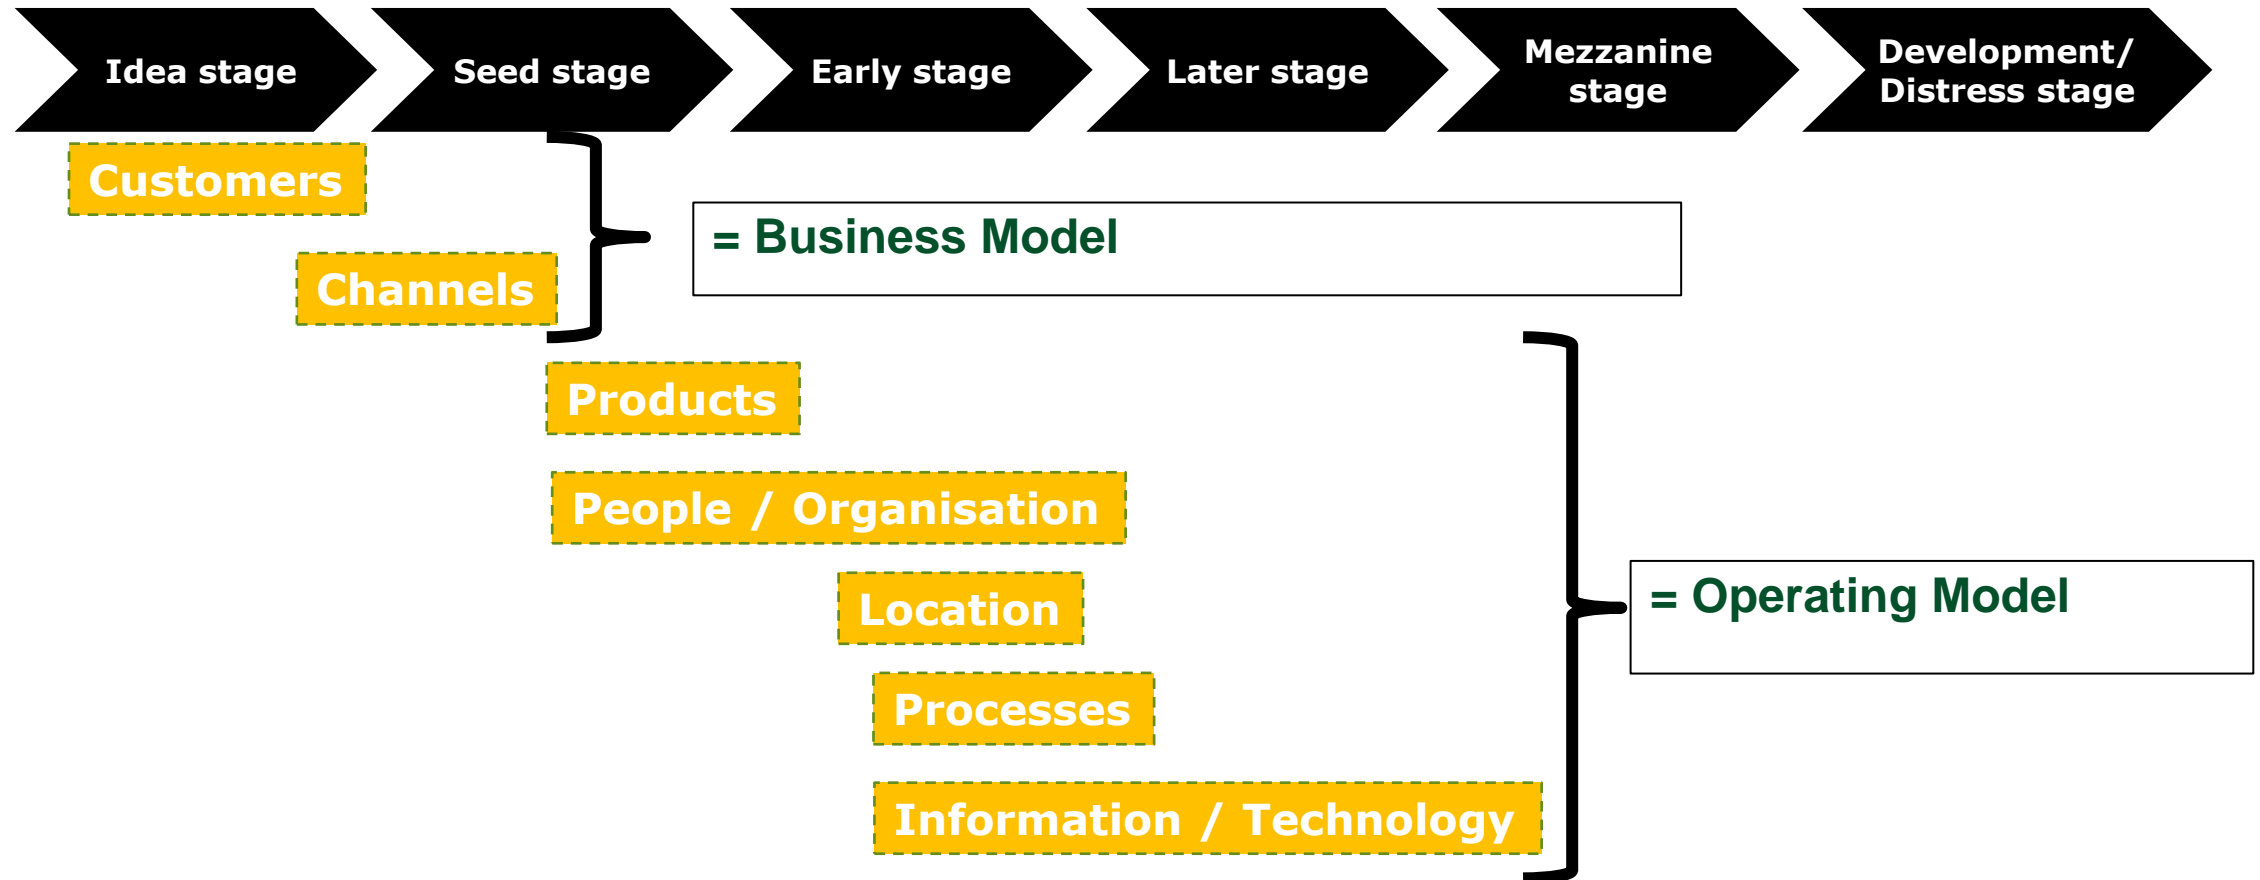 Idea stage
Seed stage
Early stage
Later stage
Mezzanine
stage
Development/
Distress stage
Customers
= Business Model
Channels
Products
People / Organisation
Location
= Operating Model
Processes
Information / Technology